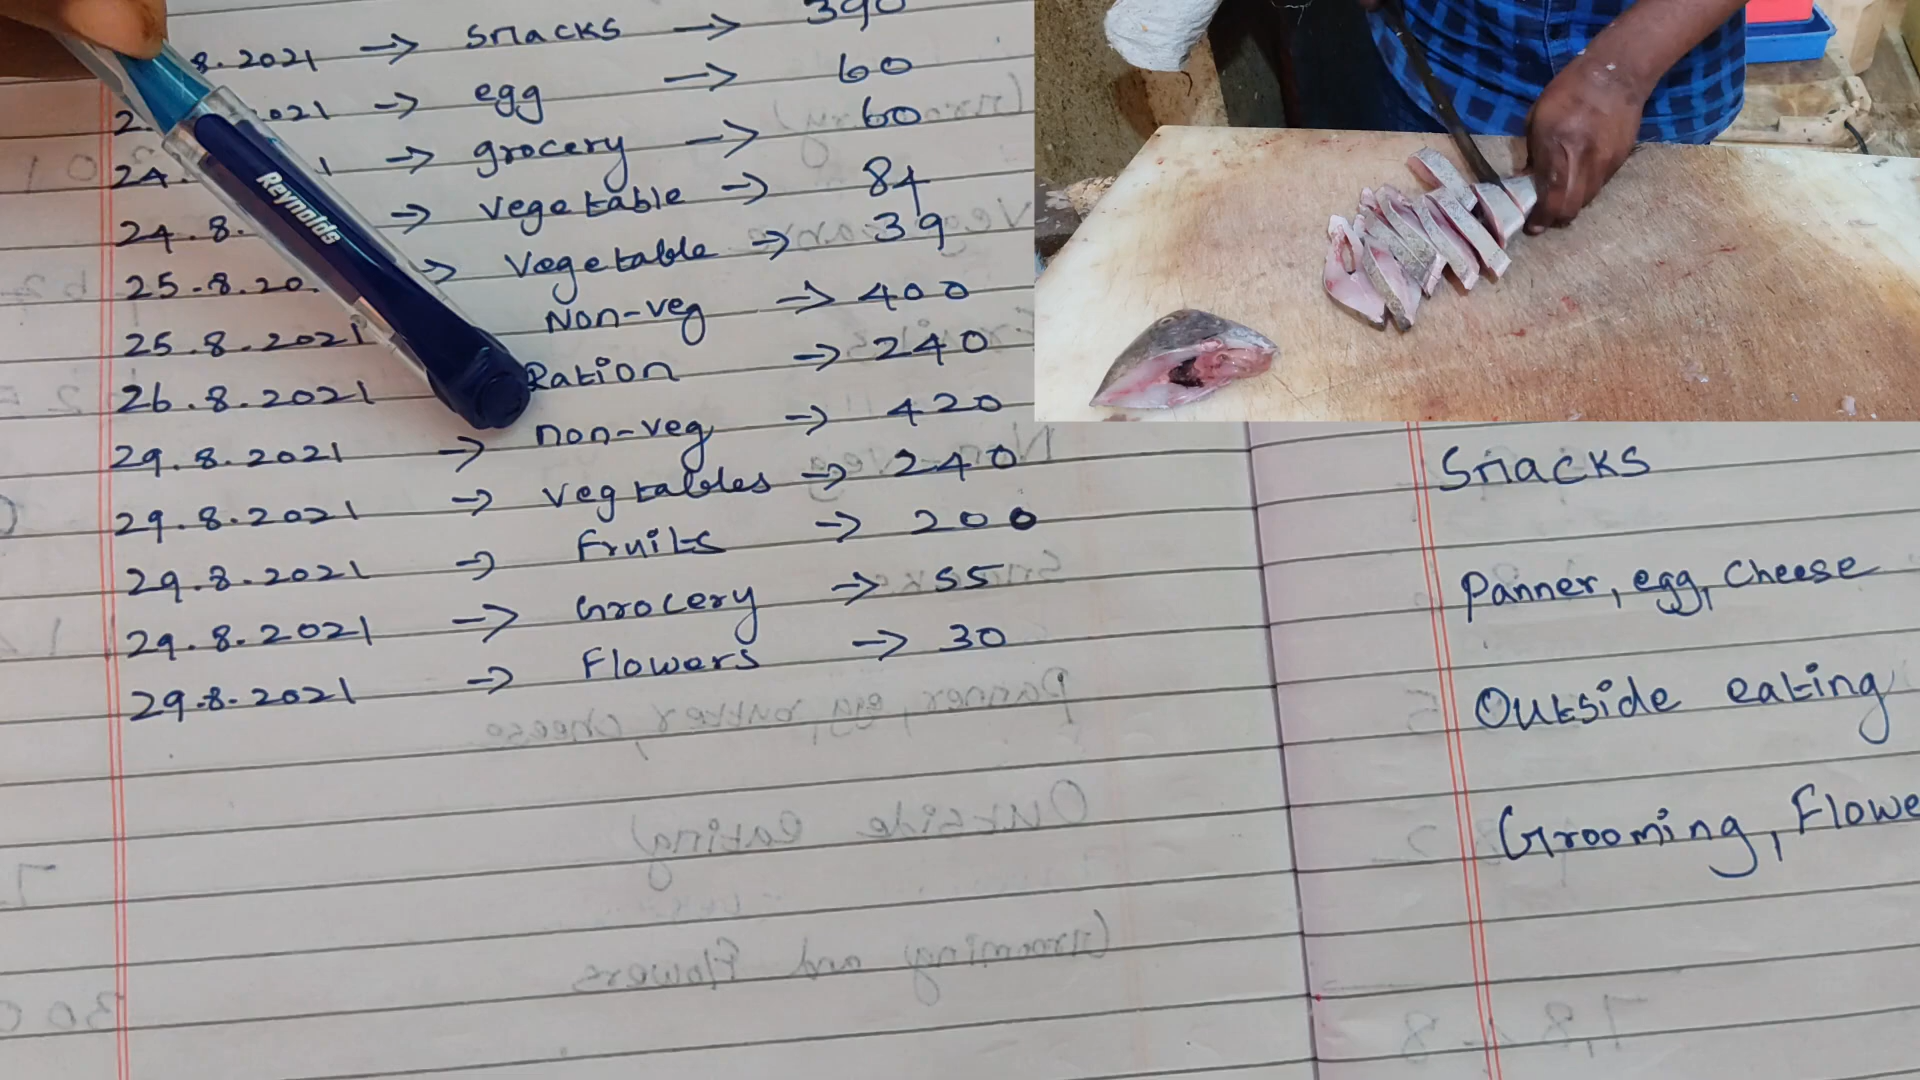 8.2021 → Snacks → 390
2. 021 → egg → 60
24. 1 → grocery → 60
24.8. → vegetable → 84
25.8.20 → Vegetable → 39
25.8.2021 Non-veg → 400
26.8.2021 Ration → 240
29.8.2021 → non-veg → 420
29.8.2021 → vegtables → 240
29.8.2021 → Fruits → 200
29.8.2021 → Grocery → 55
29.8.2021 → Flowers → 30
Reynolds
Snacks
Panner, egg, cheese
Outside eating
Grooming, Flowe